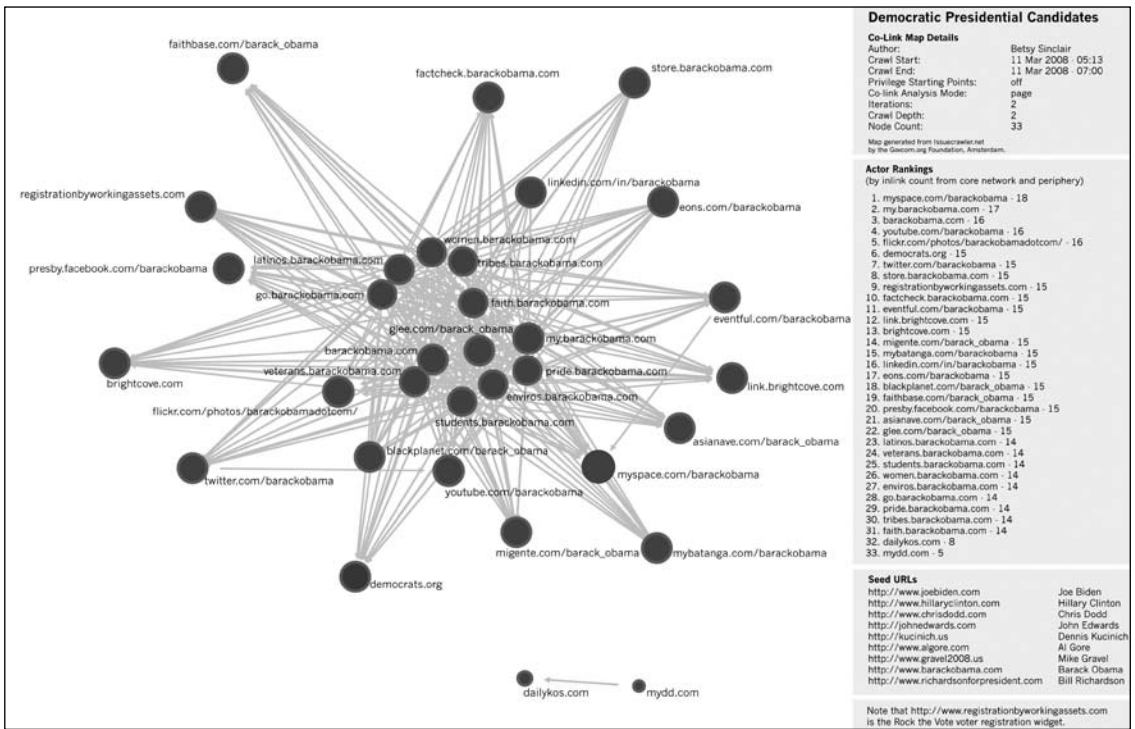 faithbase.com/barack_obama
factcheck.barackobama.com
store.barackobama.com
linkedin.com/in/barackobama
registrationbyworkingassets.com
eons.com/barackobama
women.barackobama.com
latinos.barackobama.com
tribes.barackobama.com
presby.facebook.com/barackobama
go.barackobama.com
faith.barackobama.com
eventful.com/barackobama
glee.com/barack_obama
my.barackobama.com
barackobama.com
pride.barackobama.com
veterans.barackobama.com
brightcove.com
link.brightcove.com
enviros.barackobama.com
flickr.com/photos/barackobamadotcom/
students.barackobama.com
asianave.com/barack_obama
blackplanet.com/barack_obama
myspace.com/barackobama
twitter.com/barackobama
youtube.com/barackobama
migente.com/barack_obama
mybatanga.com/barackobama
democrats.org
dailykos.com
mydd.com
Democratic Presidential Candidates
Co-Link Map Details
Author: Betsy Sinclair
Crawl Start: 11 Mar 2008 - 05:13
Crawl End: 11 Mar 2008 - 07:00
Privilege Starting Points: off
Co-link Analysis Mode: page
Iterations: 2
Crawl Depth: 2
Node Count: 33
Map generated from Issuecrawler.net
by the Govcom.org Foundation, Amsterdam.
Actor Rankings
(by inlink count from core network and periphery)
1. myspace.com/barackobama - 18
2. my.barackobama.com - 17
3. barackobama.com - 16
4. youtube.com/barackobama - 16
5. flickr.com/photos/barackobamadotcom/ - 16
6. democrats.org - 15
7. twitter.com/barackobama - 15
8. store.barackobama.com - 15
9. registrationbyworkingassets.com - 15
10. factcheck.barackobama.com - 15
11. eventful.com/barackobama - 15
12. link.brightcove.com - 15
13. brightcove.com - 15
14. migente.com/barack_obama - 15
15. mybatanga.com/barackobama - 15
16. linkedin.com/in/barackobama - 15
17. eons.com/barackobama - 15
18. blackplanet.com/barack_obama - 15
19. faithbase.com/barack_obama - 15
20. presby.facebook.com/barackobama - 15
21. asianave.com/barack_obama - 15
22. glee.com/barack_obama - 15
23. latinos.barackobama.com - 14
24. veterans.barackobama.com - 14
25. students.barackobama.com - 14
26. women.barackobama.com - 14
27. enviros.barackobama.com - 14
28. go.barackobama.com - 14
29. pride.barackobama.com - 14
30. tribes.barackobama.com - 14
31. faith.barackobama.com - 14
32. dailykos.com - 8
33. mydd.com - 5
Seed URLs
http://www.joebiden.com Joe Biden
http://www.hillaryclinton.com Hillary Clinton
http://www.chrisdodd.com Chris Dodd
http://johnedwards.com John Edwards
http://kucinich.us Dennis Kucinich
http://www.algore.com Al Gore
http://www.gravel2008.us Mike Gravel
http://www.barackobama.com Barack Obama
http://www.richardsonforpresident.com Bill Richardson
Note that http://www.registrationbyworkingassets.com
is the Rock the Vote voter registration widget.